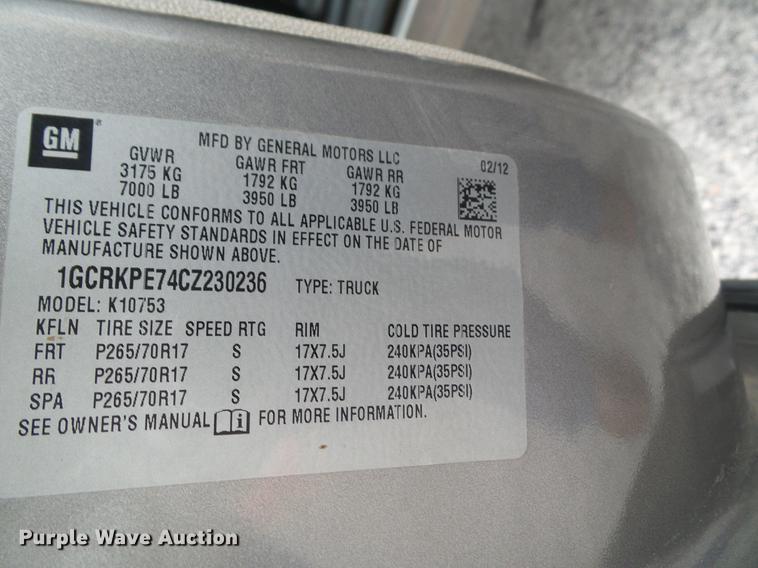 GM ®
MFD BY GENERAL MOTORS LLC 02/12
GVWR GAWR FRT GAWR RR
3175 KG 1792 KG 1792 KG
7000 LB 3950 LB 3950 LB
THIS VEHICLE CONFORMS TO ALL APPLICABLE U.S. FEDERAL MOTOR
VEHICLE SAFETY STANDARDS IN EFFECT ON THE DATE OF
MANUFACTURE SHOWN ABOVE.
1GCRKPE74CZ230236 TYPE: TRUCK
MODEL: K10753
KFLN TIRE SIZE SPEED RTG RIM COLD TIRE PRESSURE
FRT P265/70R17 S 17X7.5J 240KPA(35PSI)
RR P265/70R17 S 17X7.5J 240KPA(35PSI)
SPA P265/70R17 S 17X7.5J 240KPA(35PSI)
SEE OWNER'S MANUAL i FOR MORE INFORMATION.
Purple Wave Auction